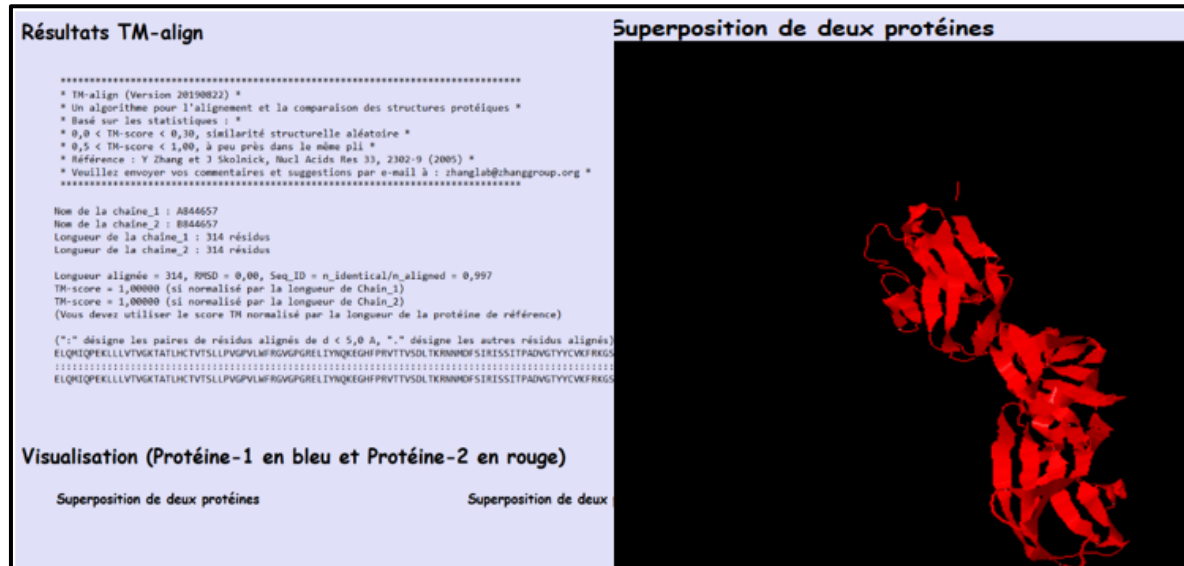 Résultats TM-align
********************************************************************************
* TM-align (Version 20190822) *
* Un algorithme pour l'alignement et la comparaison des structures protéiques *
* Basé sur les statistiques : *
* 0,0 < TM-score < 0,30, similarité structurelle aléatoire *
* 0,5 < TM-score < 1,00, à peu près dans le même pli *
* Référence : Y Zhang et J Skolnick, Nucl Acids Res 33, 2302-9 (2005) *
* Veuillez envoyer vos commentaires et suggestions par e-mail à : zhanglab@zhanggroup.org *
********************************************************************************
Nom de la chaîne_1 : A844657
Nom de la chaîne_2 : B844657
Longueur de la chaîne_1 : 314 résidus
Longueur de la chaîne_2 : 314 résidus
Longueur alignée = 314, RMSD = 0,00, Seq_ID = n_identical/n_aligned = 0,997
TM-score = 1,00000 (si normalisé par la longueur de Chain_1)
TM-score = 1,00000 (si normalisé par la longueur de Chain_2)
(Vous devez utiliser le score TM normalisé par la longueur de la protéine de référence)
(":" désigne les paires de résidus alignés de d < 5,0 A, "." désigne les autres résidus alignés)
ELQMIQPEKLLLVTVGKTATLHCTVTSLLPVGPVLWFRGVGPGRELIYNQKEGHFPRVTTVSDLTKRNNMDFSIRISSITPADVGTYYCVKFRKGS
::::::::::::::::::::::::::::::::::::::::::::::::::::::::::::::::::::::::::::::::::::::::::::::::
ELQMIQPEKLLLVTVGKTATLHCTVTSLLPVGPVLWFRGVGPGRELIYNQKEGHFPRVTTVSDLTKRNNMDFSIRISSITPADVGTYYCVKFRKGS
Visualisation (Protéine-1 en bleu et Protéine-2 en rouge)
Superposition de deux protéines
Superposition de deux
Superposition de deux protéines